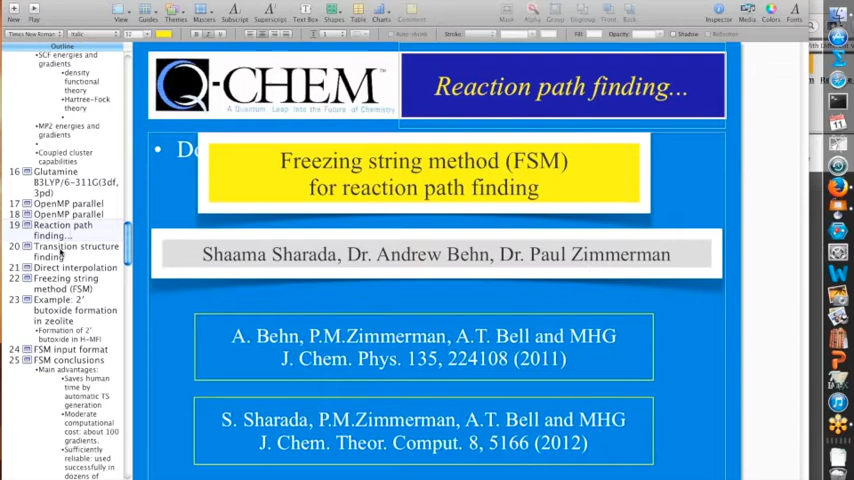 New
Play
View
Guides
Themes
Masters
Subscript
Superscript
Text Box
Shapes
Table
Charts
Comment
Mask
Alpha
Group
Ungroup
Front
Back
Inspector
Media
Colors
Fonts
Times New Roman
Italic
32
Auto-shrink
Stroke:
Fill:
Opacity:
Shadow
Outline
•SCF energies and
gradients
•density
functional
theory
•Hartree-Fock
theory
•MP2 energies and
gradients
•Coupled cluster
capabilities
16 Glutamine
B3LYP/6-311G(3df,
3pd)
17 OpenMP parallel
18 OpenMP parallel
19 Reaction path
finding...
20 Transition structure
finding
21 Direct interpolation
22 Freezing string
method (FSM)
23 Example: 2′
butoxide formation
in zeolite
•Formation of 2′
butoxide in H-MFI
24 FSM input format
25 FSM conclusions
•Main advantages:
•Saves human
time by
automatic TS
generation
•Moderate
computational
cost: about 100
gradients.
•Sufficiently
reliable: used
successfully in
dozens of
Q-CHEM™
A Quantum Leap Into the Future of Chemistry
Reaction path finding...
Freezing string method (FSM)
for reaction path finding
Shaama Sharada, Dr. Andrew Behn, Dr. Paul Zimmerman
A. Behn, P.M.Zimmerman, A.T. Bell and MHG
J. Chem. Phys. 135, 224108 (2011)
S. Sharada, P.M.Zimmerman, A.T. Bell and MHG
J. Chem. Theor. Comput. 8, 5166 (2012)